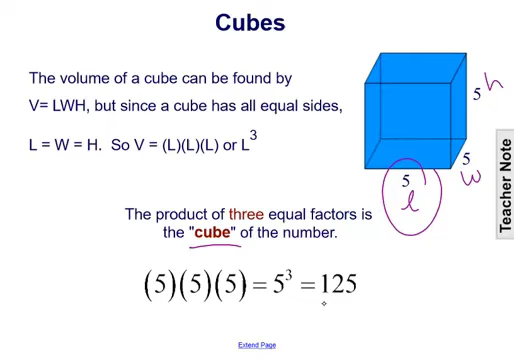 Cubes
The volume of a cube can be found by
V= LWH, but since a cube has all equal sides,
L = W = H.  So V = (L)(L)(L) or L³
5 h
5
w
5
l
The product of three equal factors is
the "cube" of the number.
(5)(5)(5) = 5³ = 125
Teacher Note
Extend Page